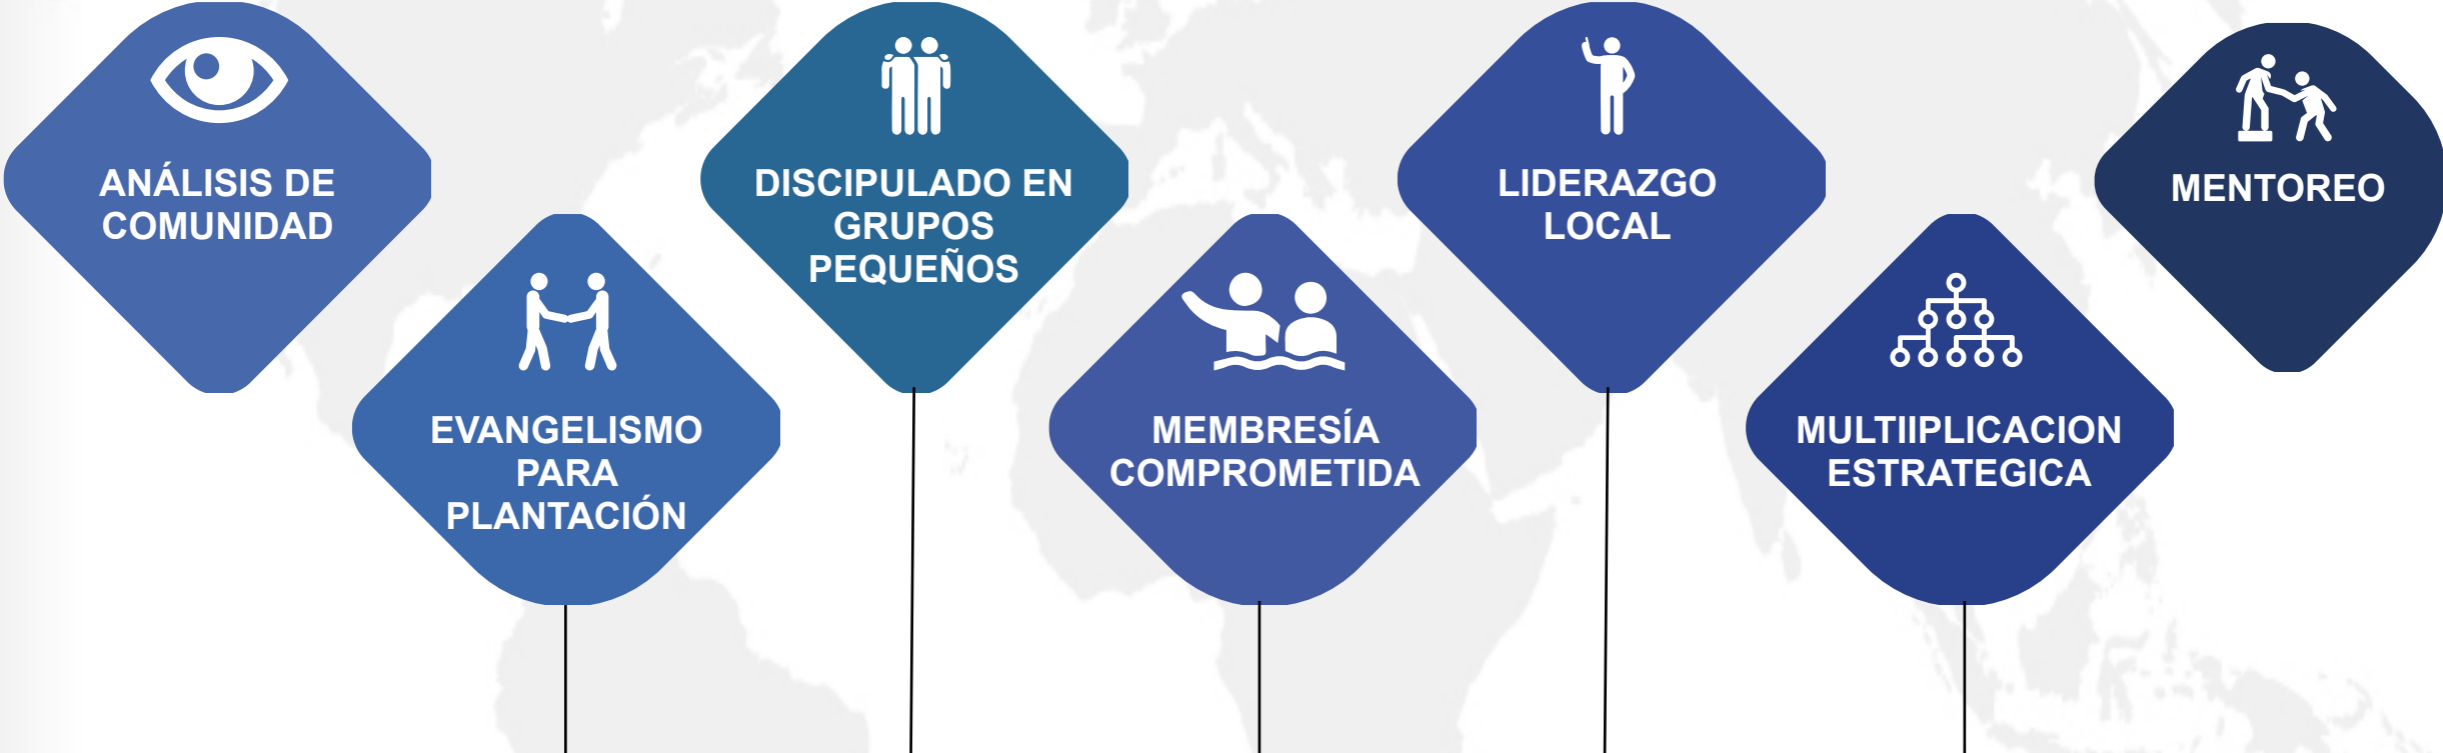 ANÁLISIS DE
COMUNIDAD
EVANGELISMO
PARA
PLANTACIÓN
DISCIPULADO EN
GRUPOS
PEQUEÑOS
MEMBRESÍA
COMPROMETIDA
LIDERAZGO
LOCAL
MULTIIPLICACION
ESTRATEGICA
MENTOREO